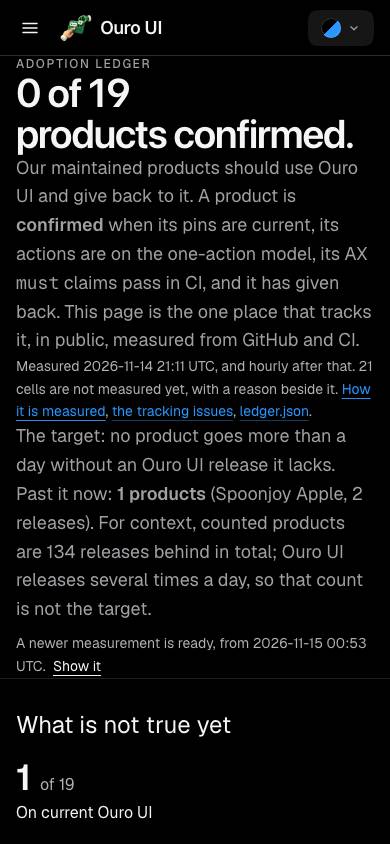 Ouro UI
ADOPTION LEDGER
0 of 19
products confirmed.
Our maintained products should use Ouro
UI and give back to it. A product is
confirmed when its pins are current, its
actions are on the one-action model, its AX
must claims pass in CI, and it has given
back. This page is the one place that tracks
it, in public, measured from GitHub and CI.
Measured 2026-11-14 21:11 UTC, and hourly after that. 21
cells are not measured yet, with a reason beside it. How
it is measured, the tracking issues, ledger.json.
The target: no product goes more than a
day without an Ouro UI release it lacks.
Past it now: 1 products (Spoonjoy Apple, 2
releases). For context, counted products
are 134 releases behind in total; Ouro UI
releases several times a day, so that count
is not the target.
A newer measurement is ready, from 2026-11-15 00:53
UTC. Show it
What is not true yet
1 of 19
On current Ouro UI